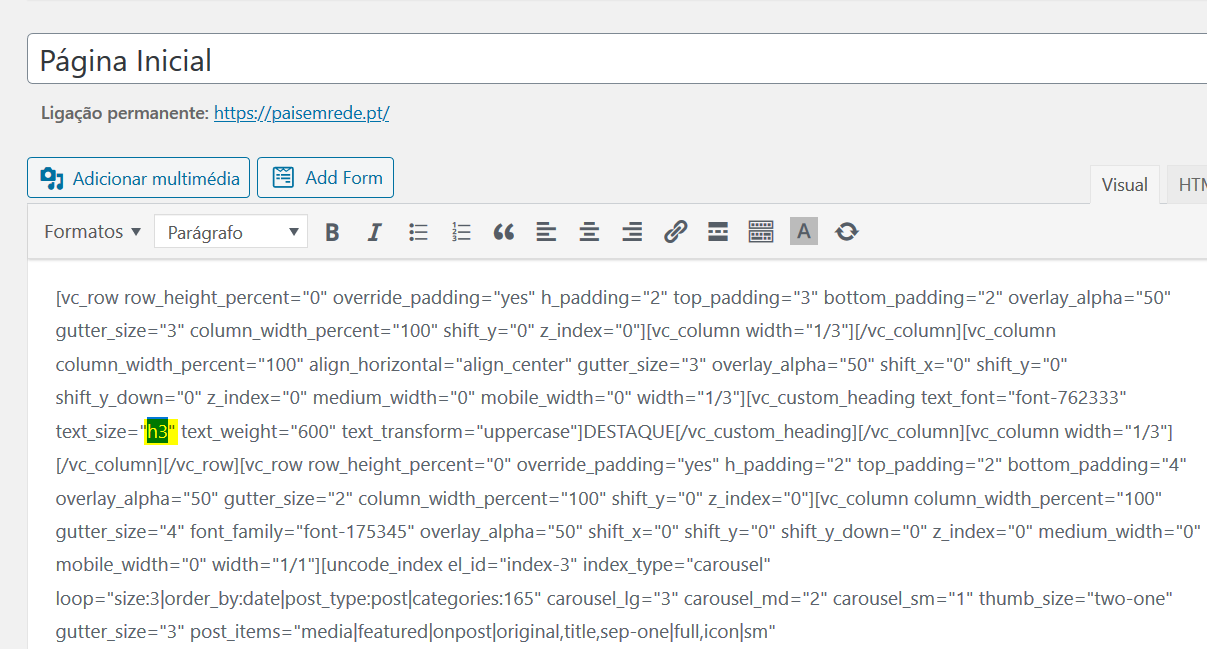 Página Inicial
Ligação permanente: https://paisemrede.pt/
Adicionar multimédia Add Form
Visual HTM
Formatos Parágrafo B I A
[vc_row row_height_percent="0" override_padding="yes" h_padding="2" top_padding="3" bottom_padding="2" overlay_alpha="50"
gutter_size="3" column_width_percent="100" shift_y="0" z_index="0"][vc_column width="1/3"][/vc_column][vc_column
column_width_percent="100" align_horizontal="align_center" gutter_size="3" overlay_alpha="50" shift_x="0" shift_y="0"
shift_y_down="0" z_index="0" medium_width="0" mobile_width="0" width="1/3"][vc_custom_heading text_font="font-762333"
text_size="h3" text_weight="600" text_transform="uppercase"]DESTAQUE[/vc_custom_heading][/vc_column][vc_column width="1/3"]
[/vc_column][/vc_row][vc_row row_height_percent="0" override_padding="yes" h_padding="2" top_padding="2" bottom_padding="4"
overlay_alpha="50" gutter_size="2" column_width_percent="100" shift_y="0" z_index="0"][vc_column column_width_percent="100"
gutter_size="4" font_family="font-175345" overlay_alpha="50" shift_x="0" shift_y="0" shift_y_down="0" z_index="0" medium_width="0"
mobile_width="0" width="1/1"][uncode_index el_id="index-3" index_type="carousel"
loop="size:3|order_by:date|post_type:post|categories:165" carousel_lg="3" carousel_md="2" carousel_sm="1" thumb_size="two-one"
gutter_size="3" post_items="media|featured|onpost|original,title,sep-one|full,icon|sm"